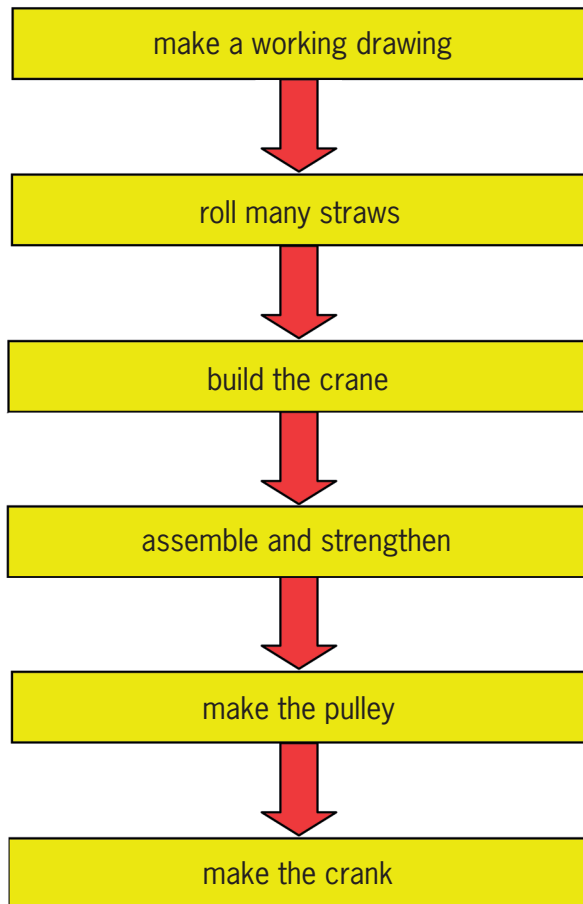 make a working drawing
roll many straws
build the crane
assemble and strengthen
make the pulley
make the crank